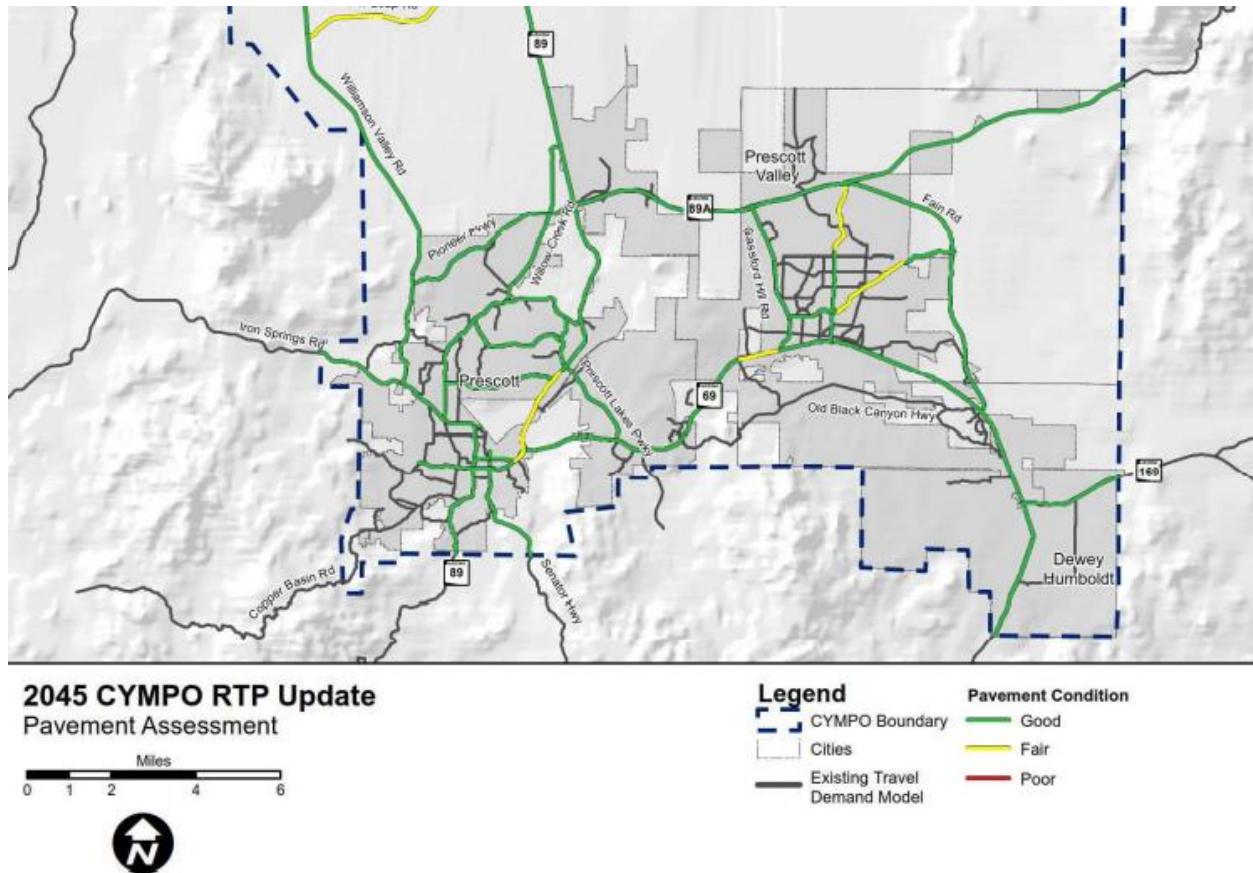 89
Williamson Valley Rd
Prescott
Valley
89A
Fain Rd
Pioneer Pkwy
Willow Creek Rd
Glassford Hill Rd
Iron Springs Rd
Prescott
Prescott Lakes Pkwy
69
Old Black Canyon Hwy
169
Dewey
Humboldt
Copper Basin Rd
89
Senator Hwy
2045 CYMPO RTP Update
Pavement Assessment
Miles
0 1 2 4 6
N
Legend
CYMPO Boundary
Cities
Existing Travel
Demand Model
Pavement Condition
Good
Fair
Poor